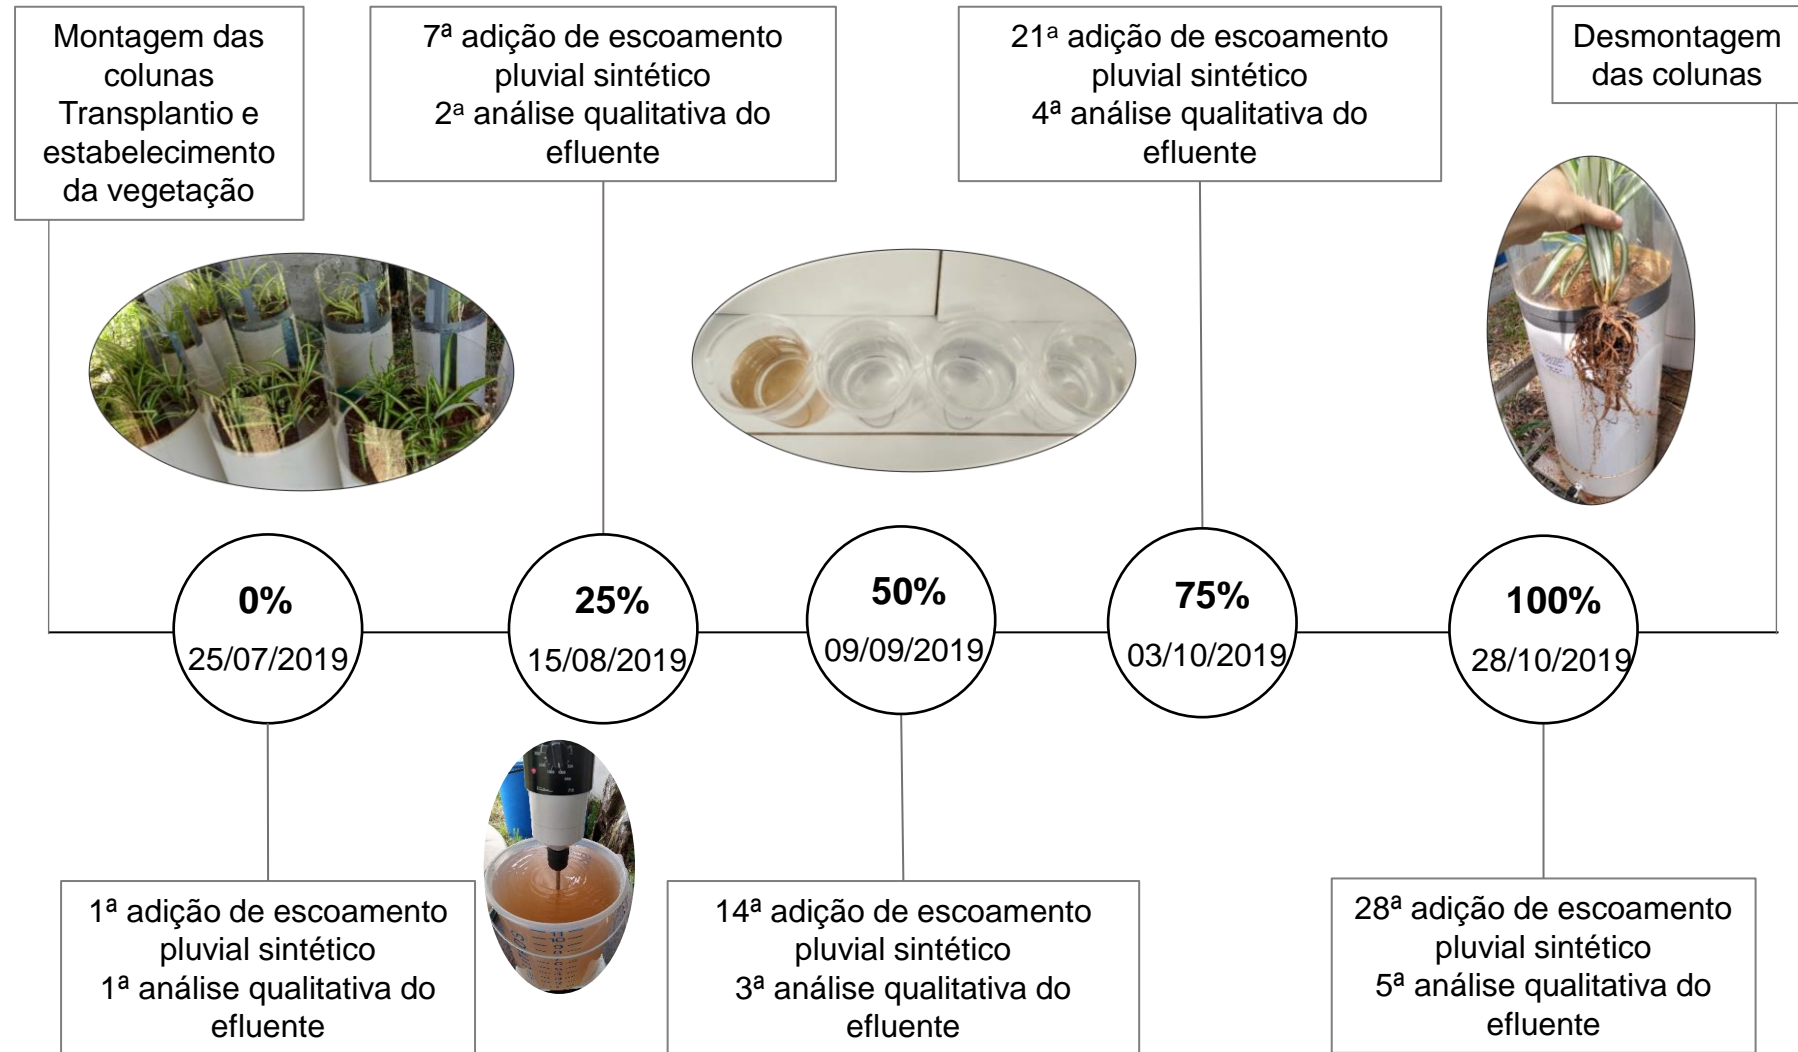 Montagem das
colunas
Transplantio e
estabelecimento
da vegetação
7ª adição de escoamento
pluvial sintético
2ª análise qualitativa do
efluente
21ª adição de escoamento
pluvial sintético
4ª análise qualitativa do
efluente
Desmontagem
das colunas
0%
25/07/2019
25%
15/08/2019
50%
09/09/2019
75%
03/10/2019
100%
28/10/2019
1ª adição de escoamento
pluvial sintético
1ª análise qualitativa do
efluente
14ª adição de escoamento
pluvial sintético
3ª análise qualitativa do
efluente
28ª adição de escoamento
pluvial sintético
5ª análise qualitativa do
efluente